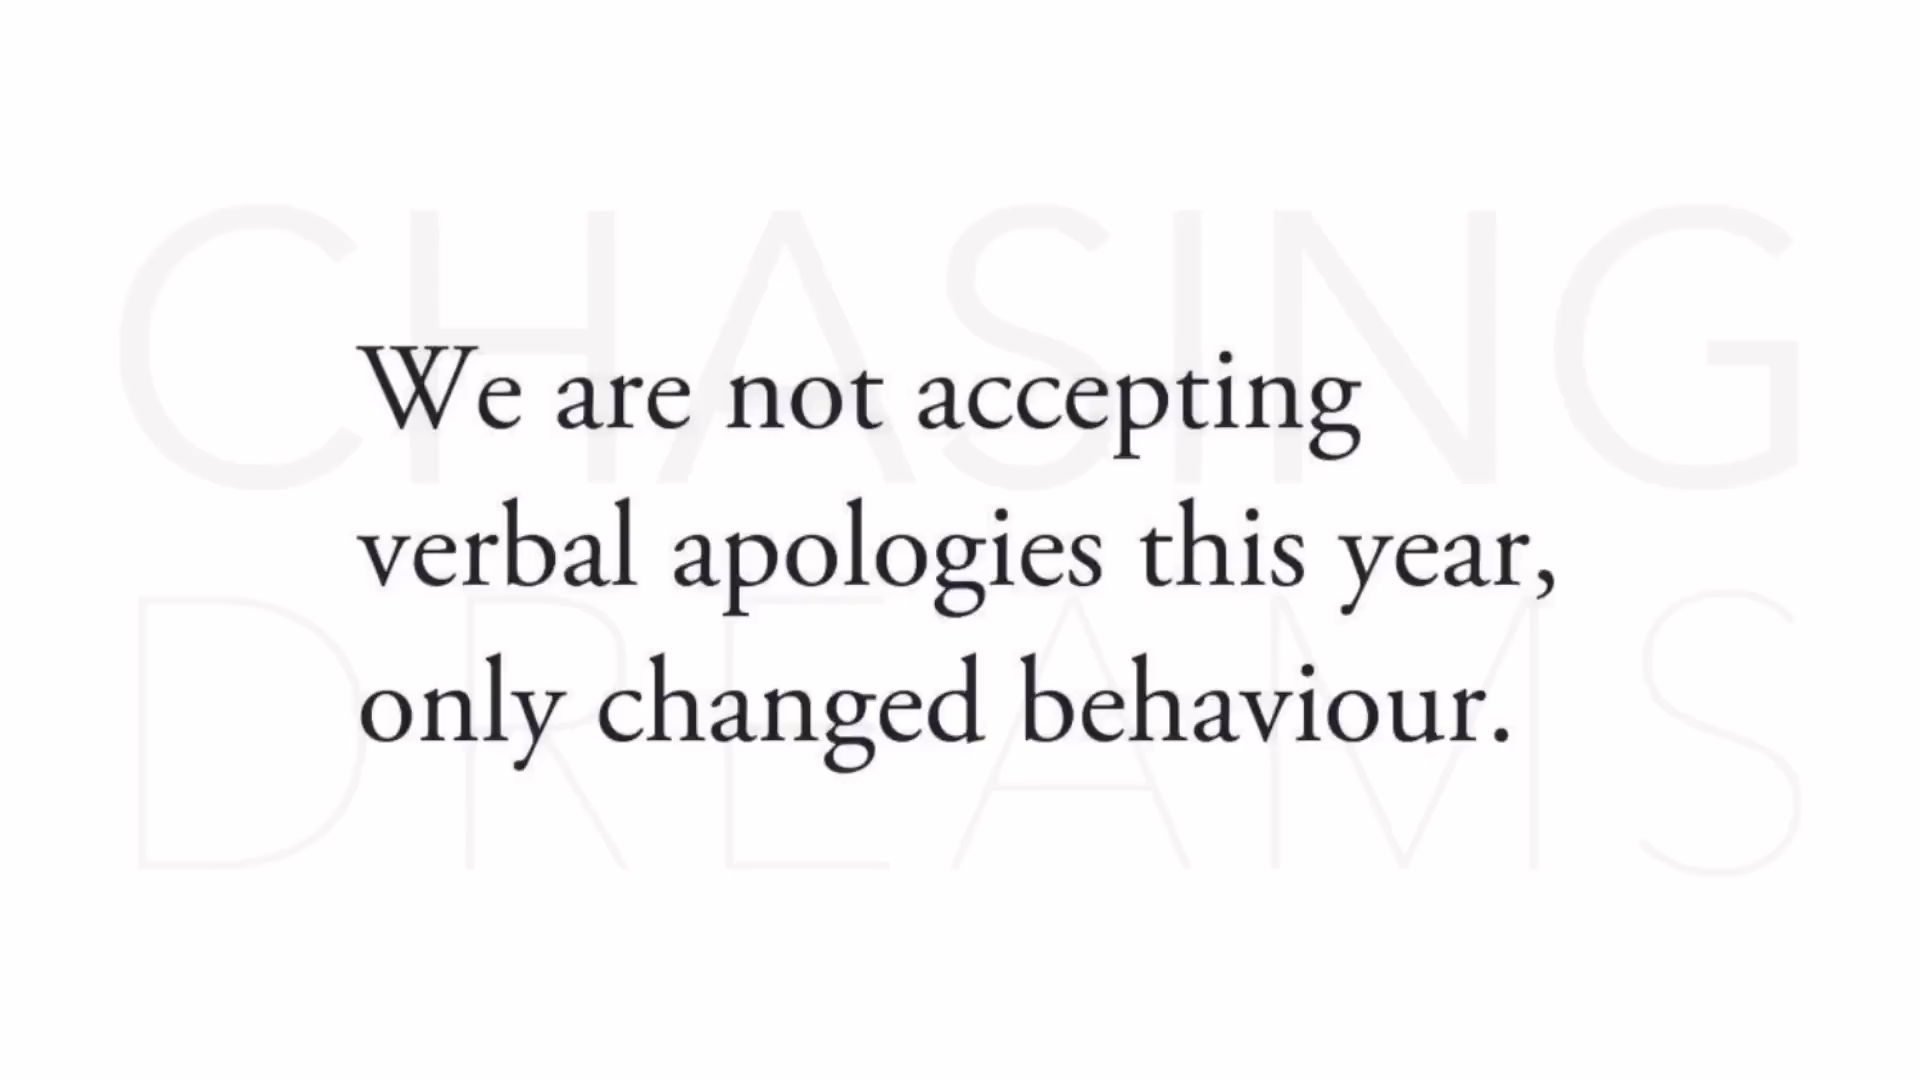 CHASING
We are not accepting
verbal apologies this year,
only changed behaviour.
DREAMS